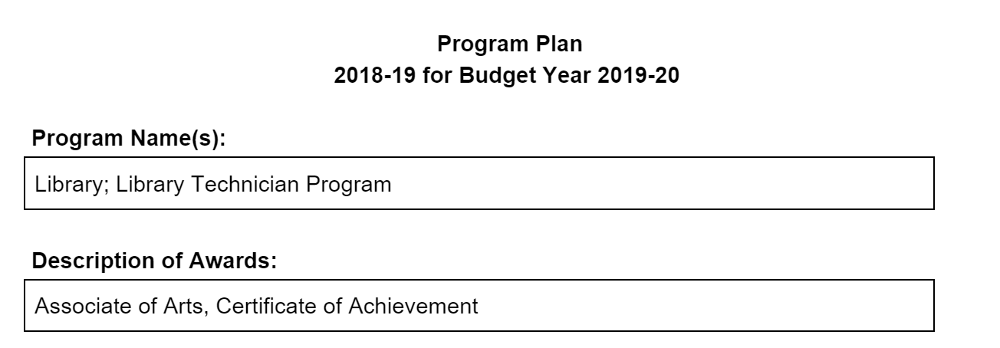 Program Plan
2018-19 for Budget Year 2019-20
Program Name(s):
Library; Library Technician Program
Description of Awards:
Associate of Arts, Certificate of Achievement